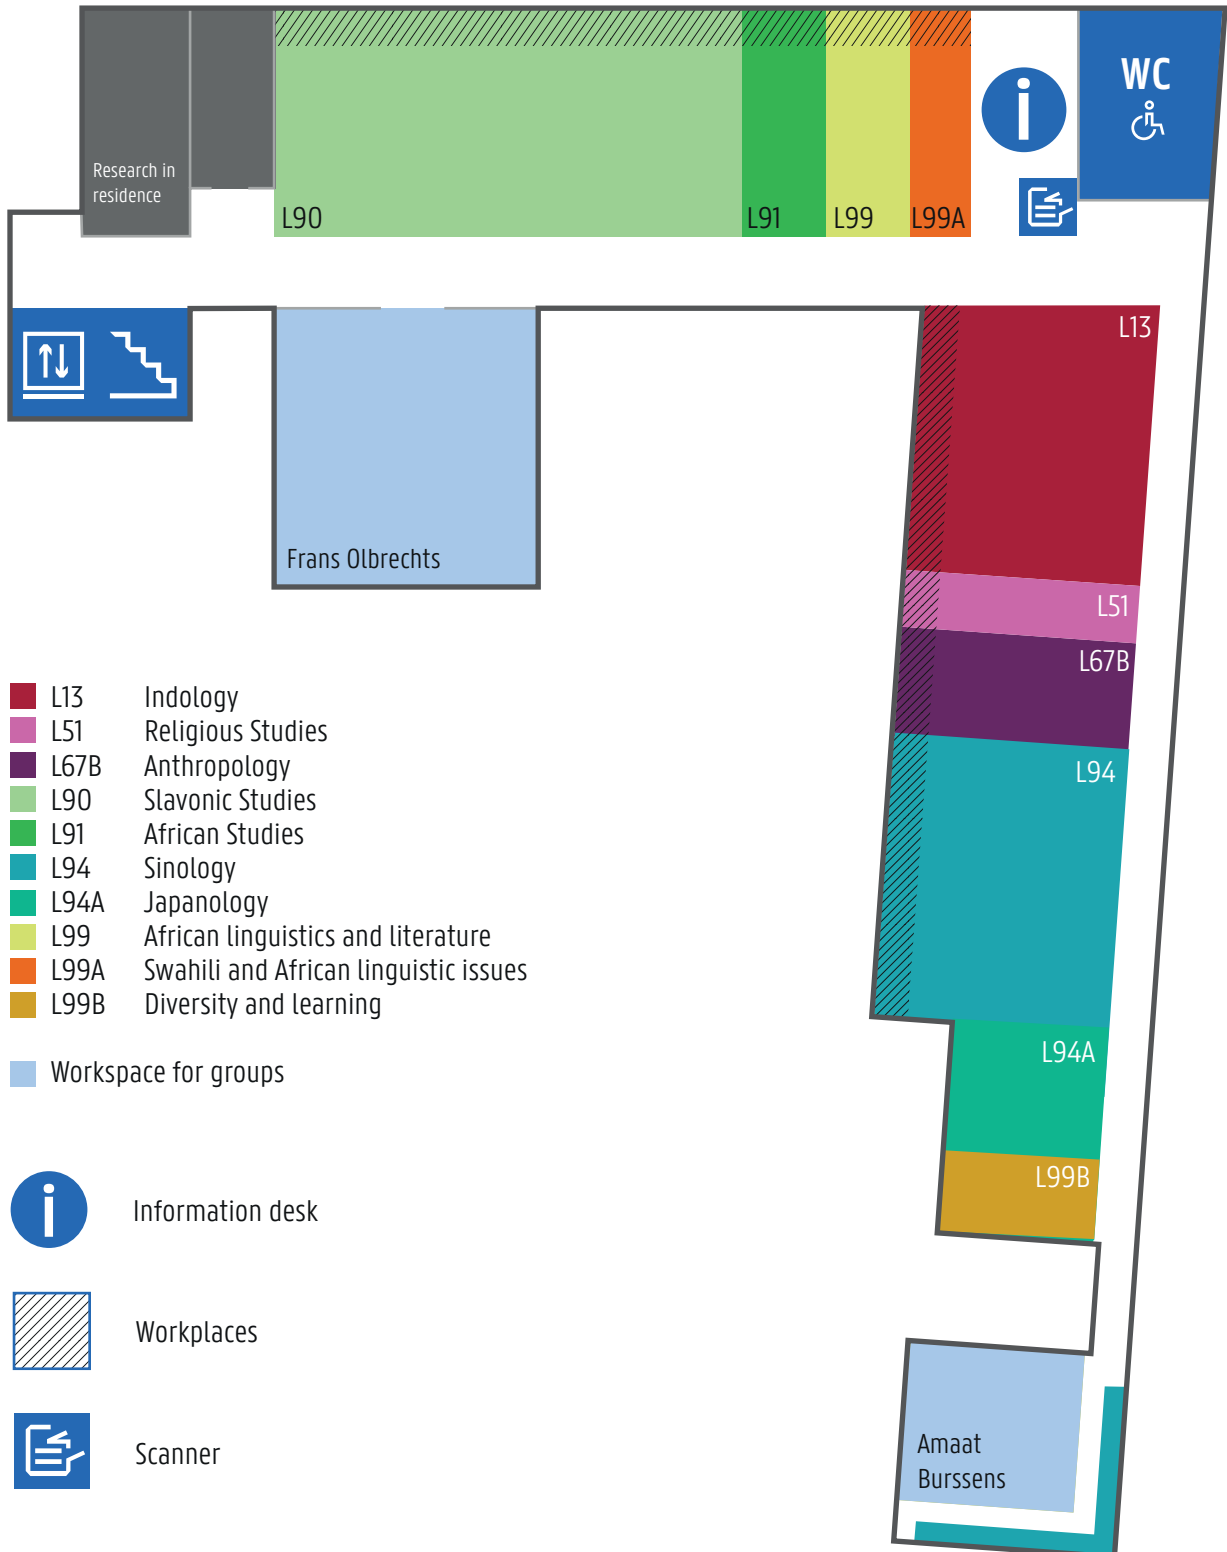 WC
Research in
residence
L90
L91
L99
L99A
L13
Frans Olbrechts
L51
L67B
L94
L13 Indology
L51 Religious Studies
L67B Anthropology
L90 Slavonic Studies
L91 African Studies
L94 Sinology
L94A Japanology
L99 African linguistics and literature
L99A Swahili and African linguistic issues
L99B Diversity and learning
L94A
Workspace for groups
L99B
i Information desk
Workplaces
Scanner
Amaat
Burssens